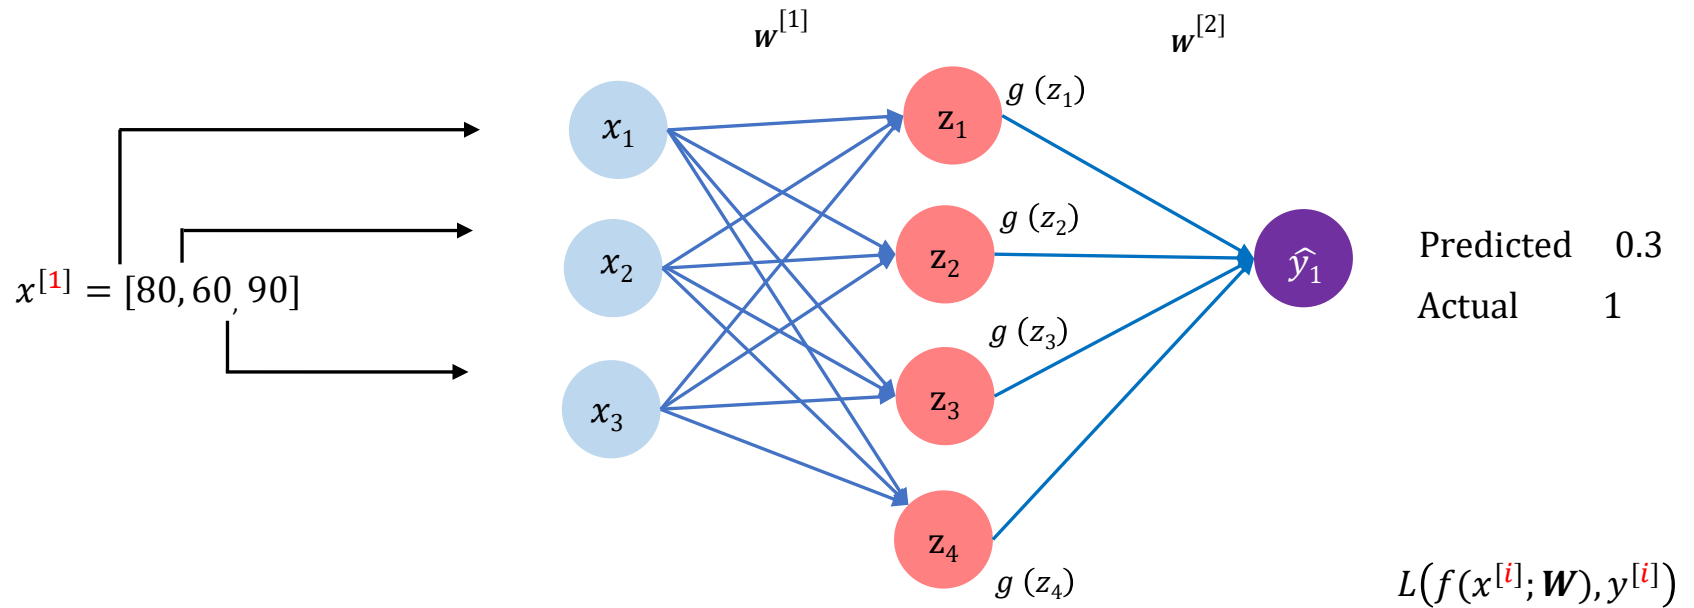 W^[1]
W^[2]
x₁
x₂
x₃
z₁
z₂
z₃
z₄
g (z₁)
g (z₂)
g (z₃)
g (z₄)
ŷ₁
x^[1] = [80, 60, 90]
Predicted 0.3
Actual 1
L(f(x^[i]; W), y^[i])